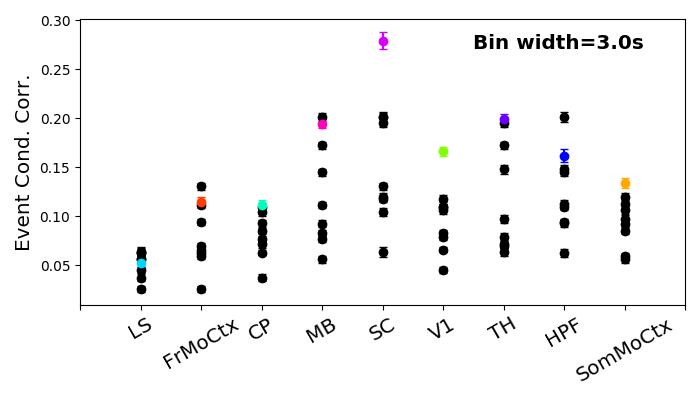 Bin width=3.0s
Event Cond. Corr.
0.30
0.25
0.20
0.15
0.10
0.05
LS
FrMoCtx
CP
MB
SC
V1
TH
HPF
SomMoCtx